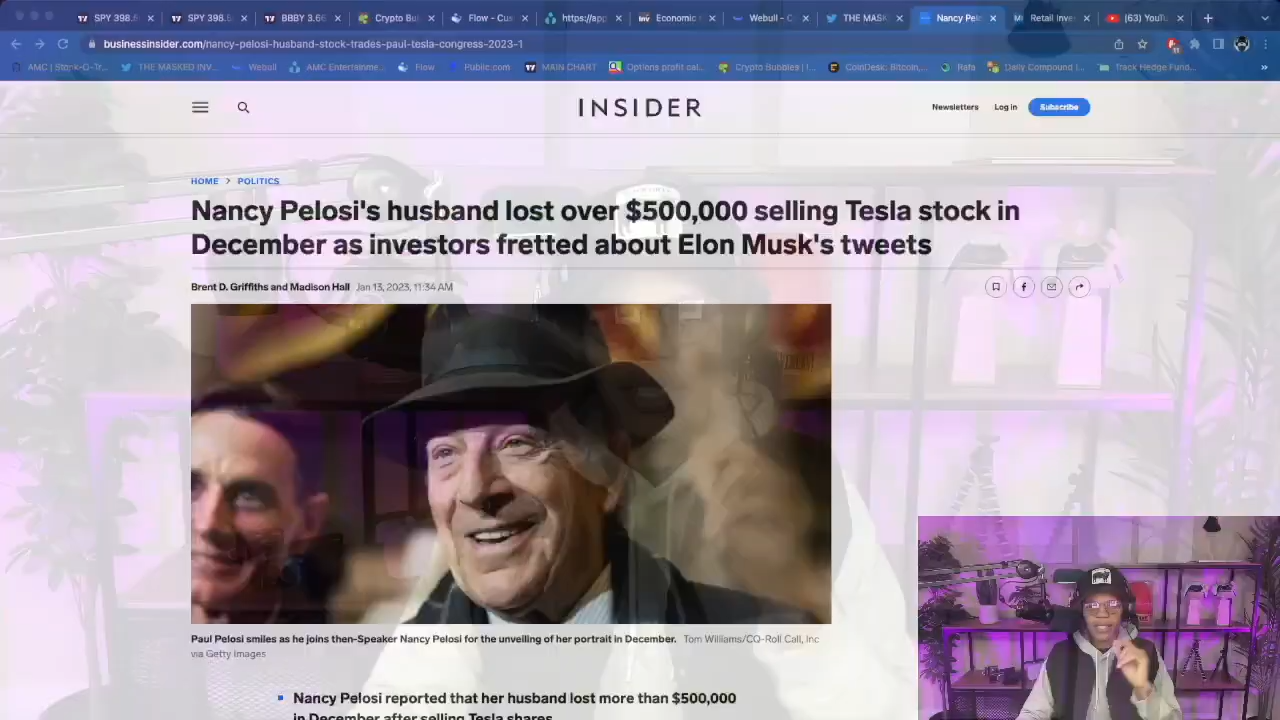 SPY 398.5
SPY 398.5
BBBY 3.66
Crypto Bu
Flow - Cus
https://app
Economic
Webull - C
THE MASK
Nancy Pelo
Retail Inve
(63) YouTu
businessinsider.com/nancy-pelosi-husband-stock-trades-paul-tesla-congress-2023-1
AMC | Stonk-O-Tr...
THE MASKED INV...
Webull
AMC Entertainme...
Flow
Public.com
MAIN CHART
Options profit cal...
Crypto Bubbles | I...
CoinDesk: Bitcoin,...
Rafa
Daily Compound I...
Track Hedge Fund...
»
INSIDER
Newsletters
Log in
Subscribe
HOME > POLITICS
Nancy Pelosi's husband lost over $500,000 selling Tesla stock in
December as investors fretted about Elon Musk's tweets
Brent D. Griffiths and Madison Hall Jan 13, 2023, 11:34 AM
Paul Pelosi smiles as he joins then-Speaker Nancy Pelosi for the unveiling of her portrait in December. Tom Williams/CQ-Roll Call, Inc
via Getty Images
Nancy Pelosi reported that her husband lost more than $500,000
in December after selling Tesla shares